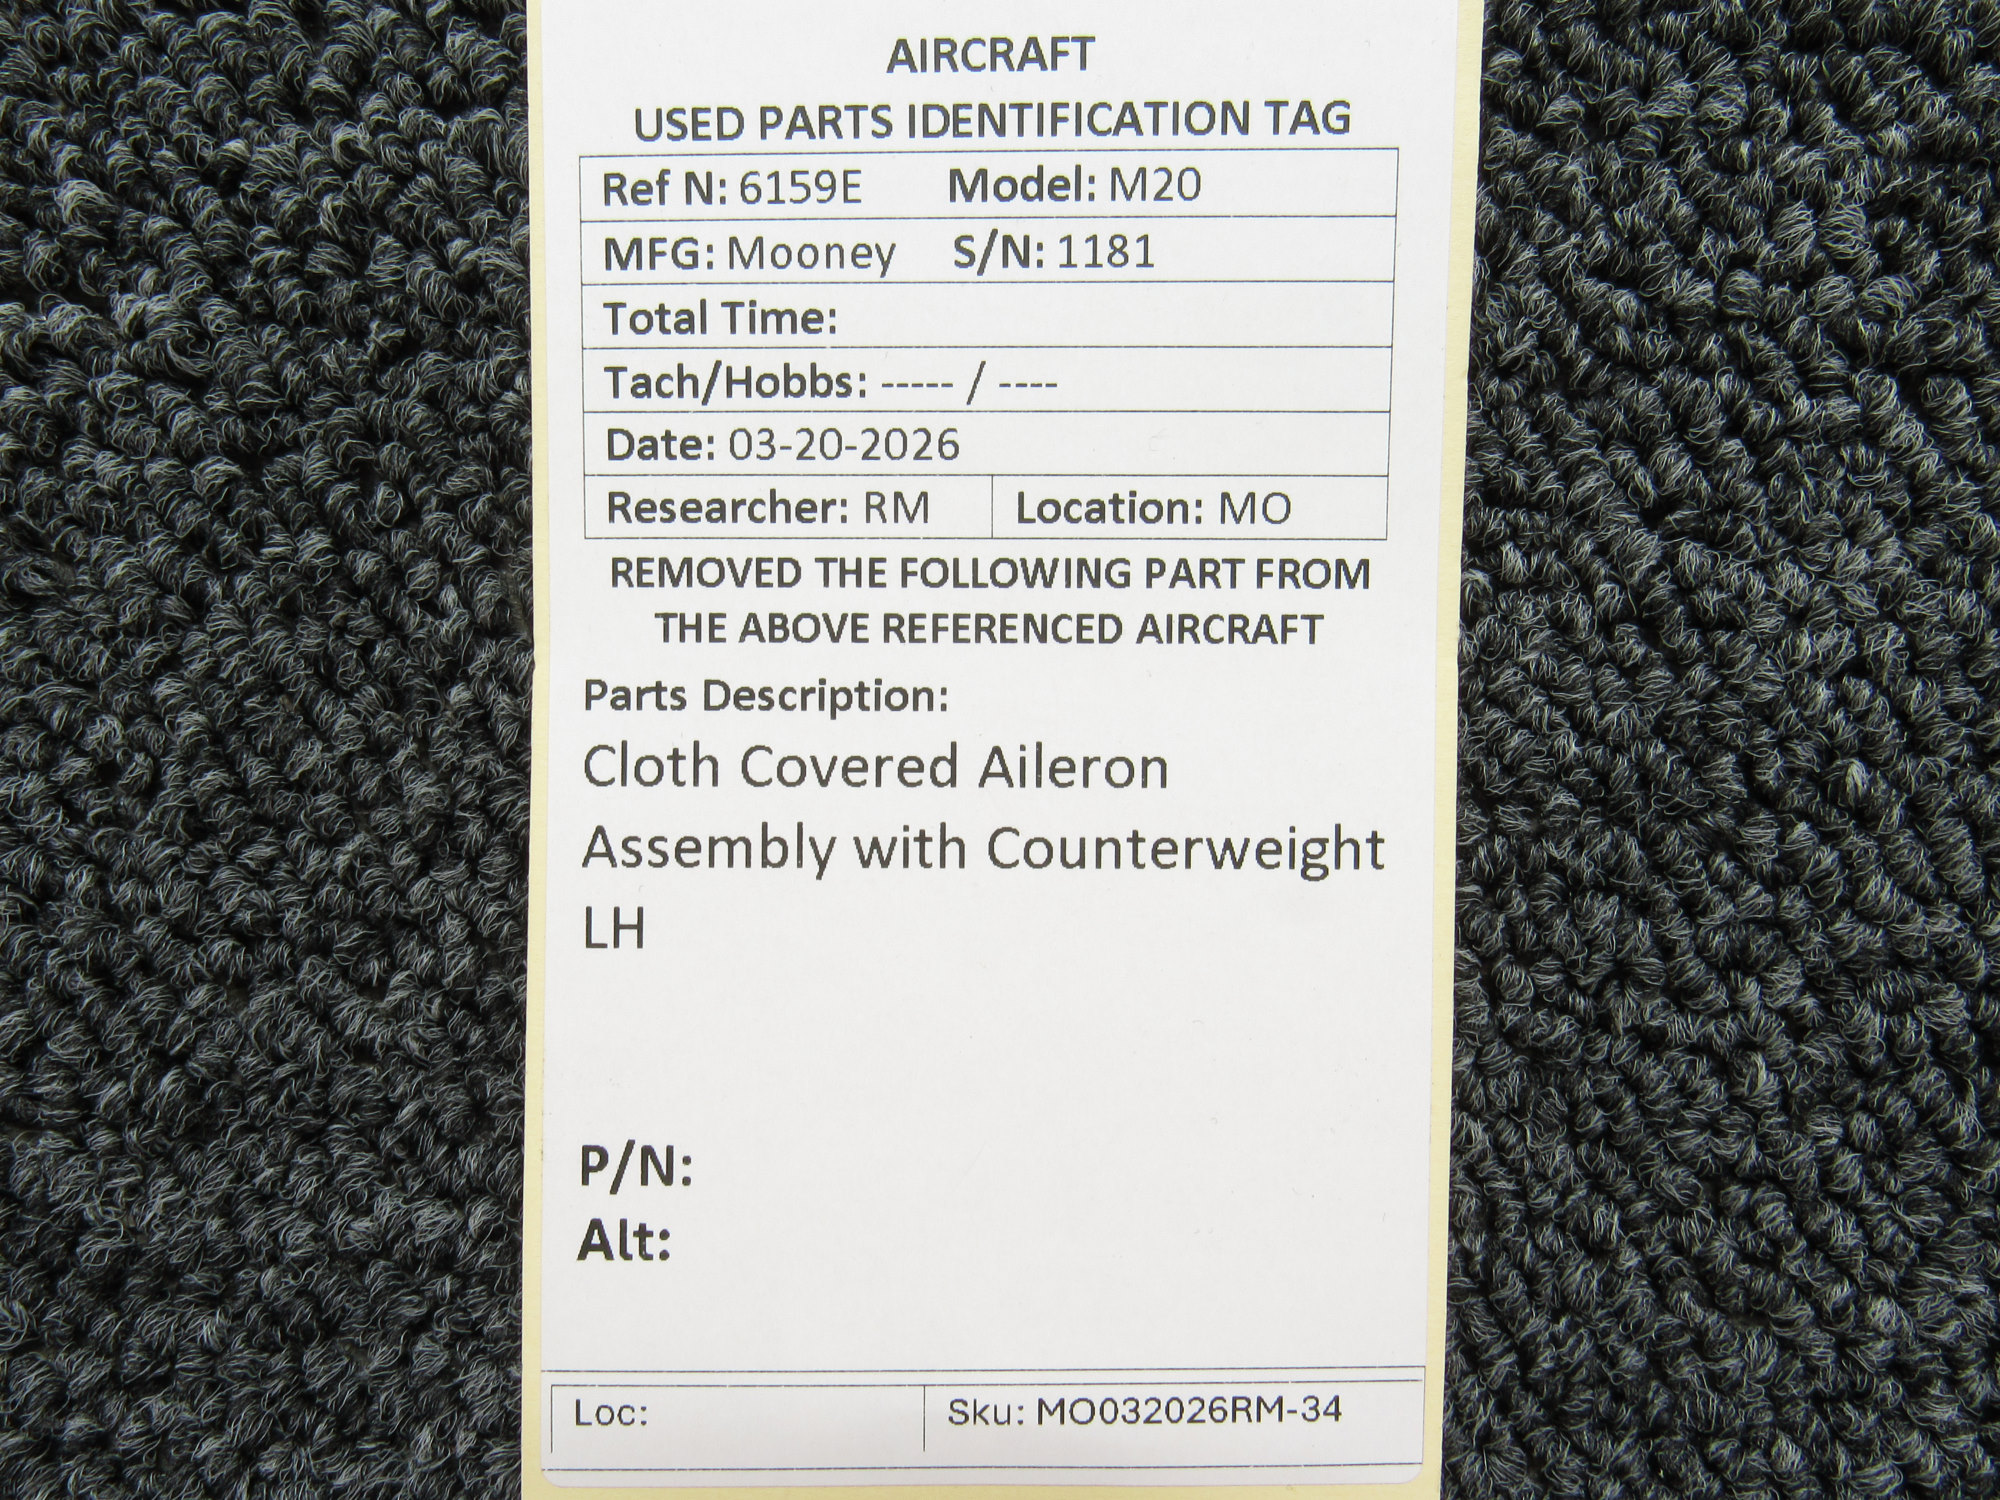 AIRCRAFT
USED PARTS IDENTIFICATION TAG
Ref N: 6159E Model: M20
MFG: Mooney S/N: 1181
Total Time:
Tach/Hobbs: ----- / ----
Date: 03-20-2026
Researcher: RM Location: MO
REMOVED THE FOLLOWING PART FROM
THE ABOVE REFERENCED AIRCRAFT
Parts Description:
Cloth Covered Aileron
Assembly with Counterweight
LH
P/N:
Alt:
Loc: Sku: MO032026RM-34